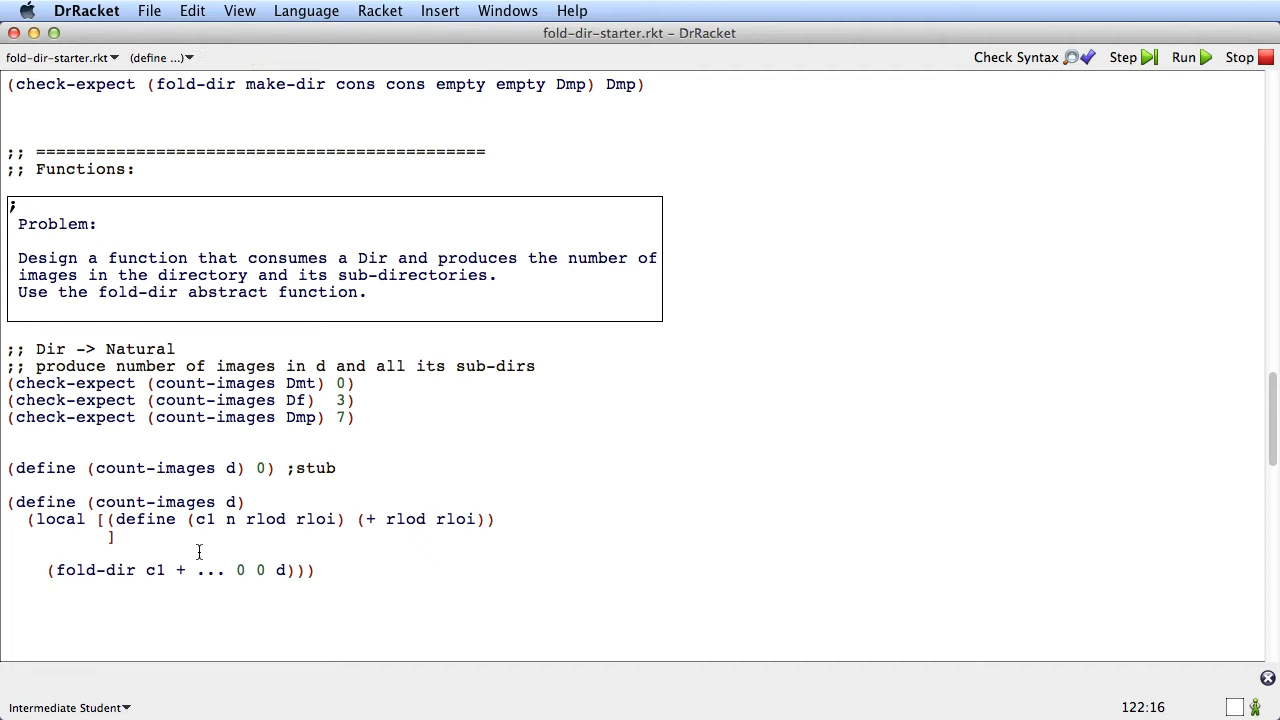 DrRacket File Edit View Language Racket Insert Windows Help
fold-dir-starter.rkt - DrRacket
fold-dir-starter.rkt▼ (define ...)▼ Check Syntax Step Run Stop
(check-expect (fold-dir make-dir cons cons empty empty Dmp) Dmp)
;; =============================================
;; Functions:
;
Problem:
Design a function that consumes a Dir and produces the number of
images in the directory and its sub-directories.
Use the fold-dir abstract function.
;; Dir -> Natural
;; produce number of images in d and all its sub-dirs
(check-expect (count-images Dmt) 0)
(check-expect (count-images Df)  3)
(check-expect (count-images Dmp) 7)
(define (count-images d) 0) ;stub
(define (count-images d)
(local [(define (c1 n rlod rloi) (+ rlod rloi))
]
(fold-dir c1 + ... 0 0 d)))
Intermediate Student▼ 122:16